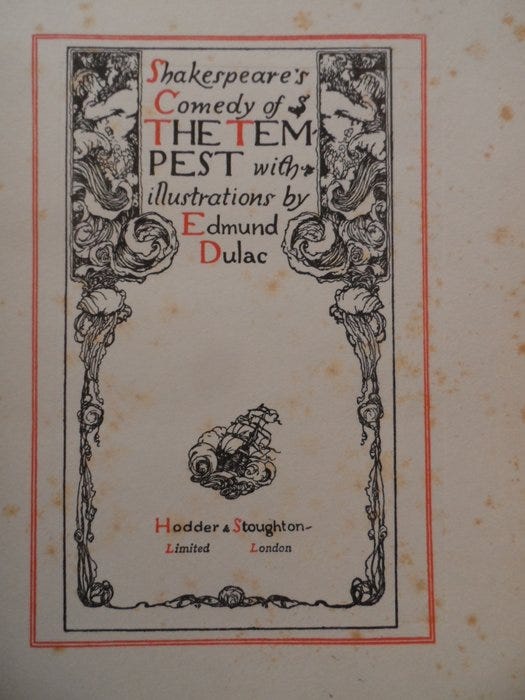 Shakespeare's
Comedy of
THE TEM-
PEST with
illustrations by
Edmund
Dulac
Hodder & Stoughton-
Limited London